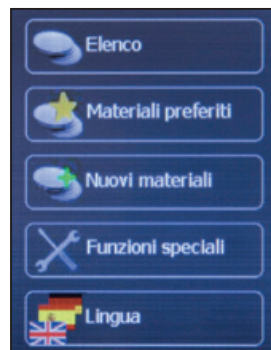 Elenco
Materiali preferiti
Nuovi materiali
Funzioni speciali
Lingua